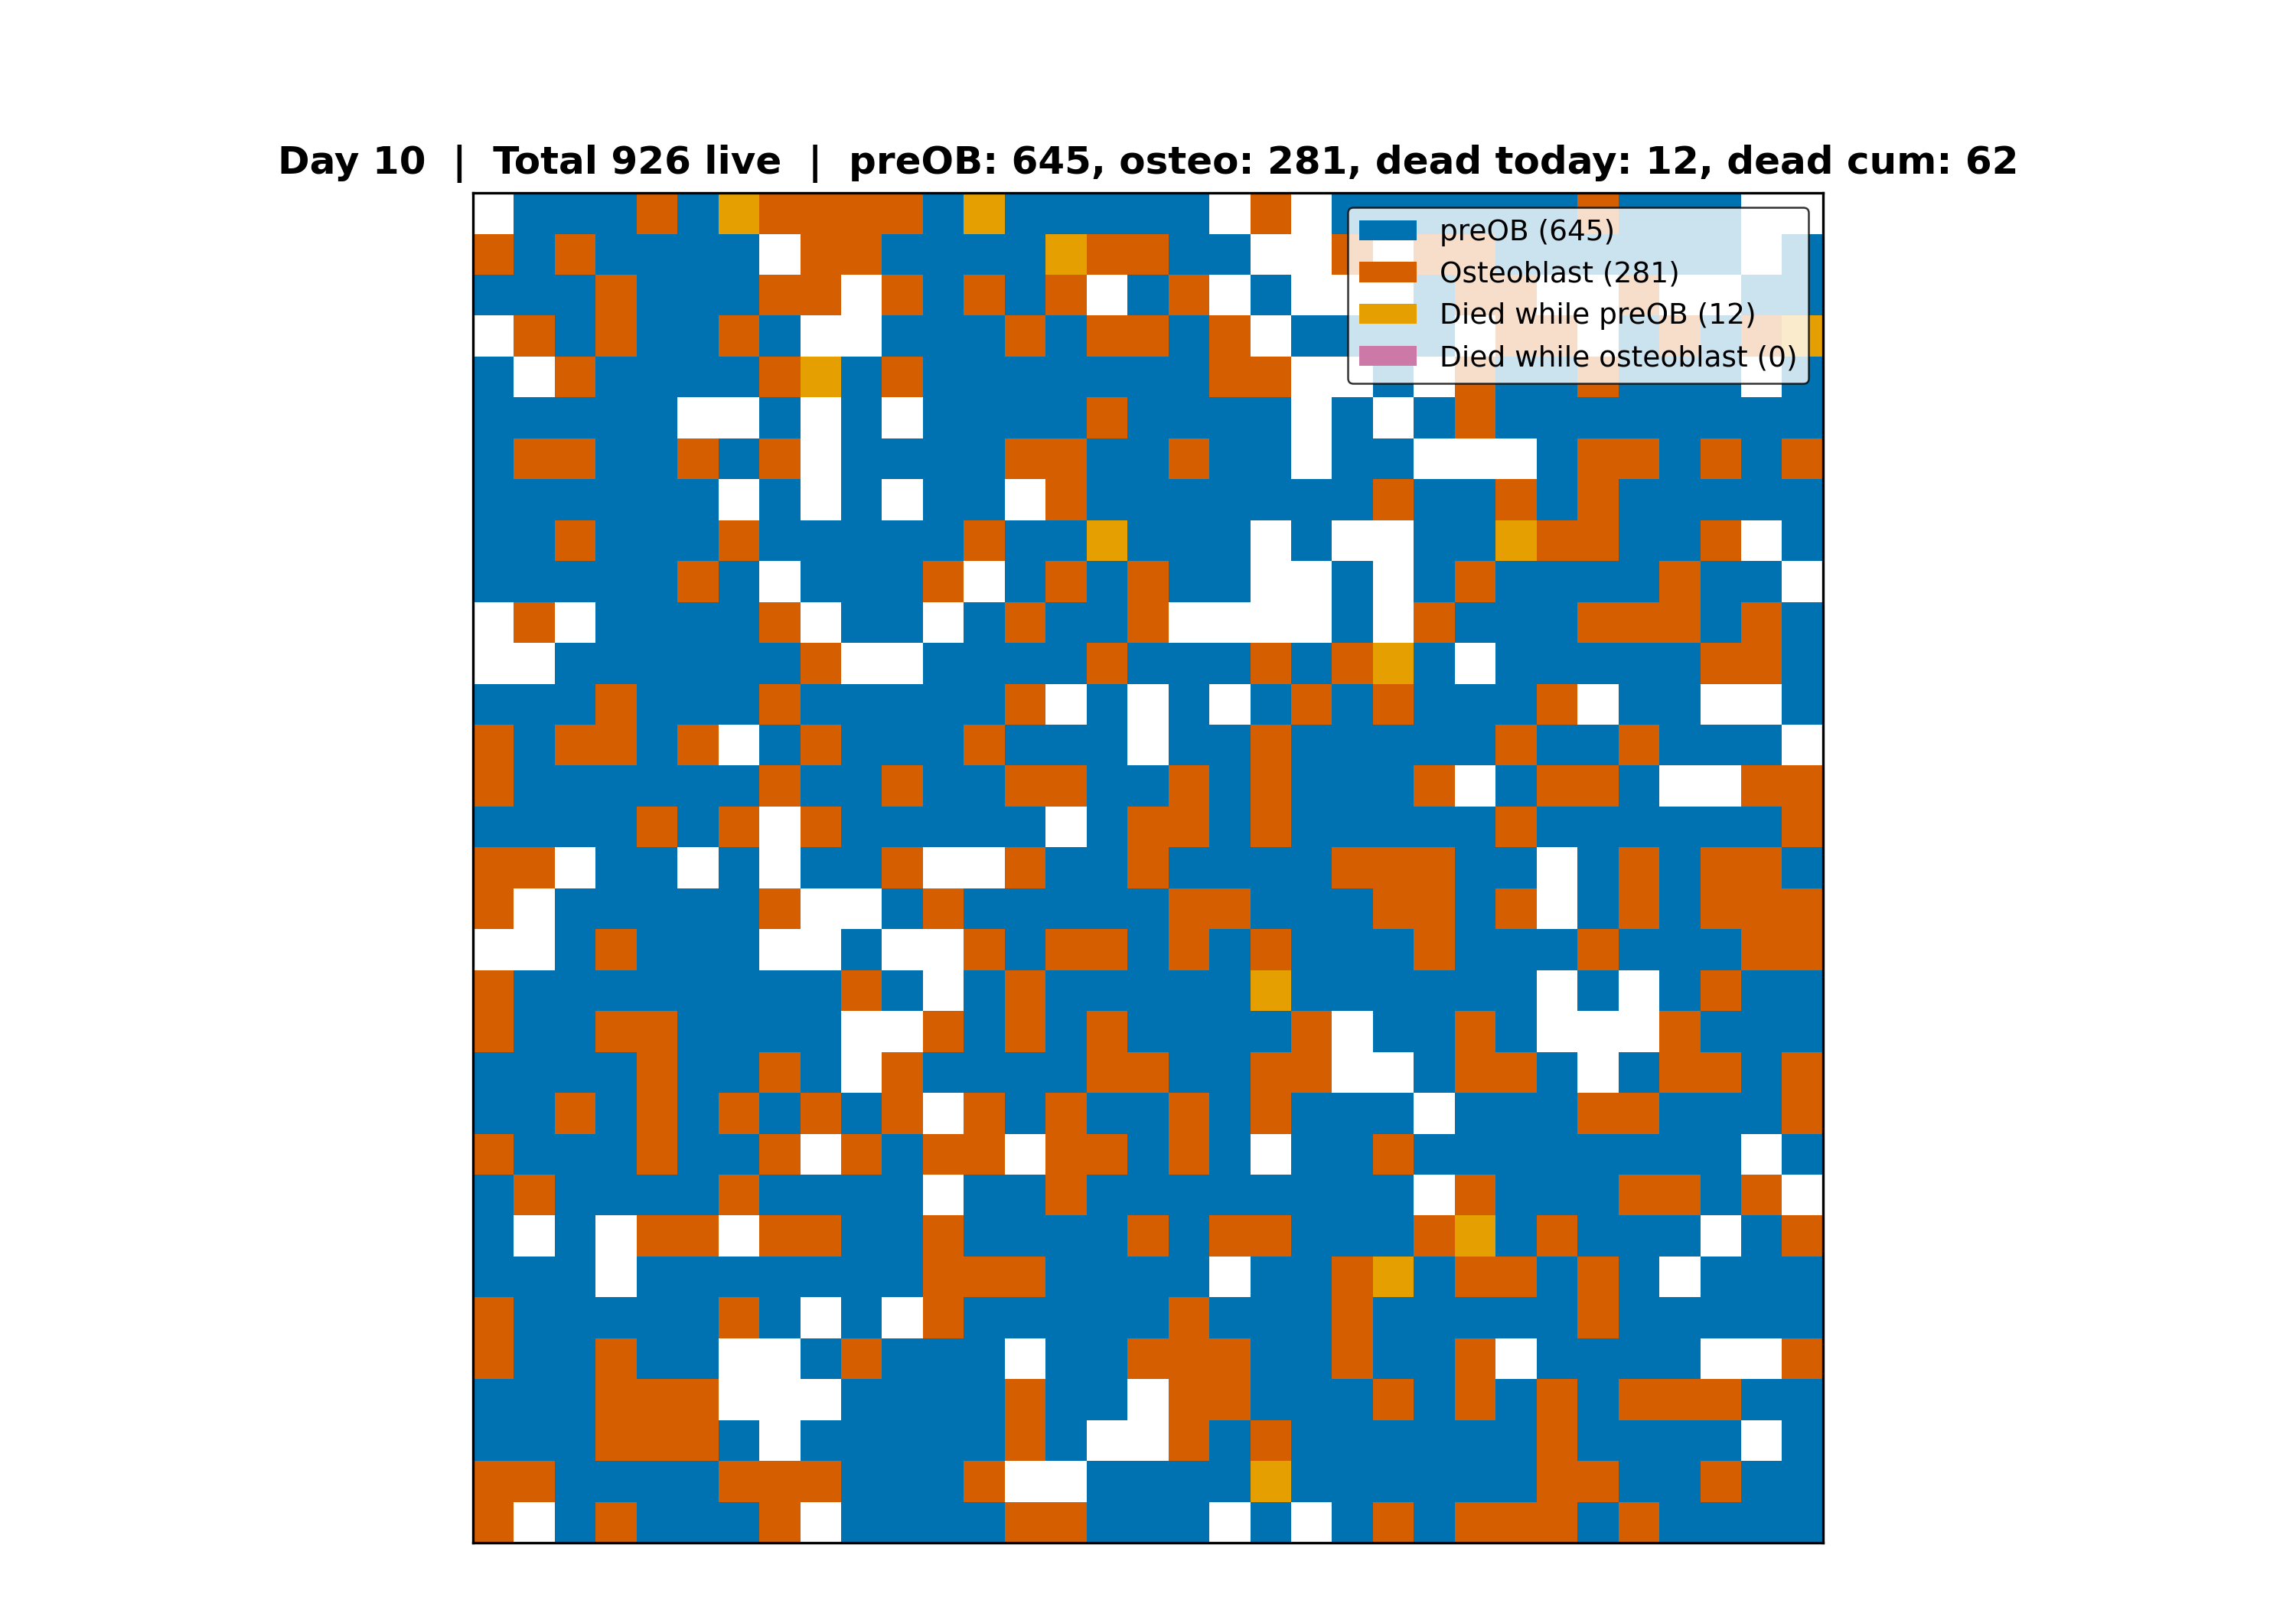 Day 10 | Total 926 live | preOB: 645, osteo: 281, dead today: 12, dead cum: 62
preOB (645)
Osteoblast (281)
Died while preOB (12)
Died while osteoblast (0)